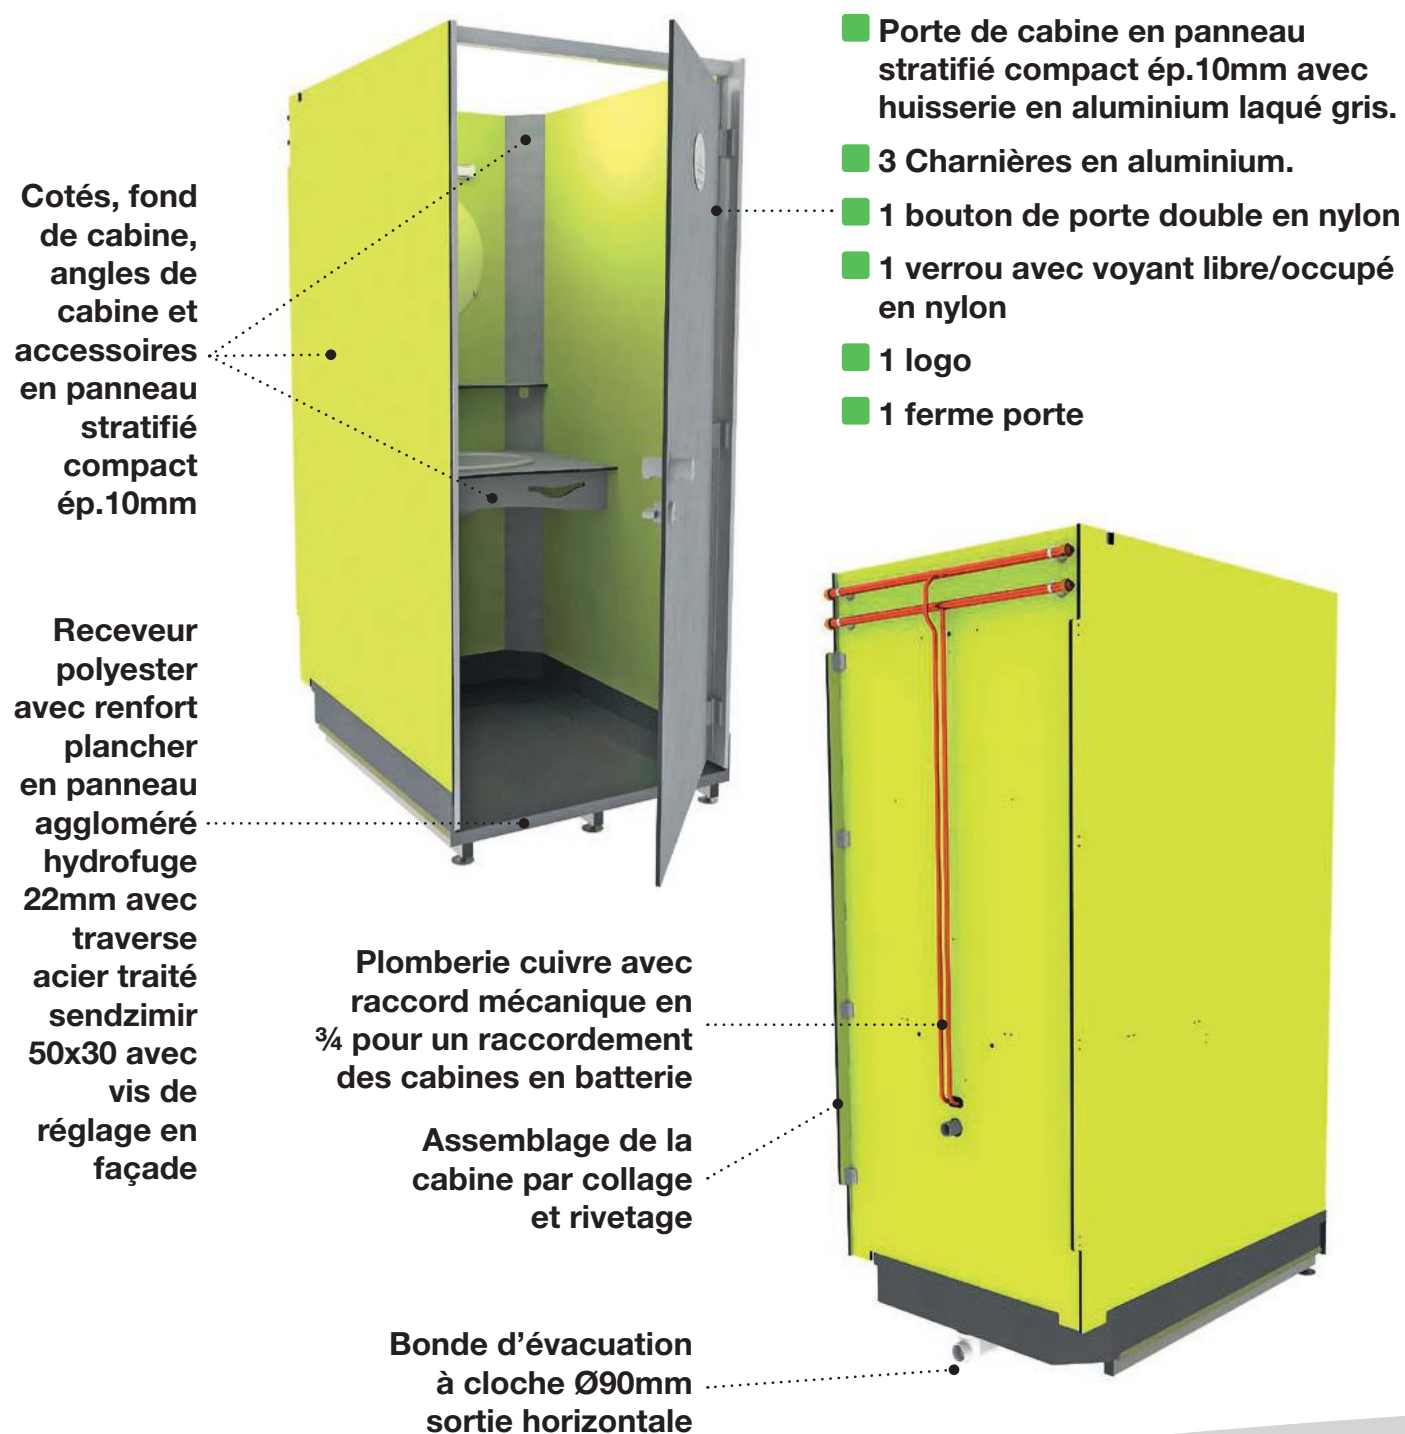 Porte de cabine en panneau
stratifié compact ép.10mm avec
huisserie en aluminium laqué gris.
3 Charnières en aluminium.
1 bouton de porte double en nylon
1 verrou avec voyant libre/occupé
en nylon
1 logo
1 ferme porte
Cotés, fond
de cabine,
angles de
cabine et
accessoires
en panneau
stratifié
compact
ép.10mm
Receveur
polyester
avec renfort
plancher
en panneau
aggloméré
hydrofuge
22mm avec
traverse
acier traité
sendzimir
50x30 avec
vis de
réglage en
façade
Plomberie cuivre avec
raccord mécanique en
¾ pour un raccordement
des cabines en batterie
Assemblage de la
cabine par collage
et rivetage
Bonde d’évacuation
à cloche Ø90mm
sortie horizontale